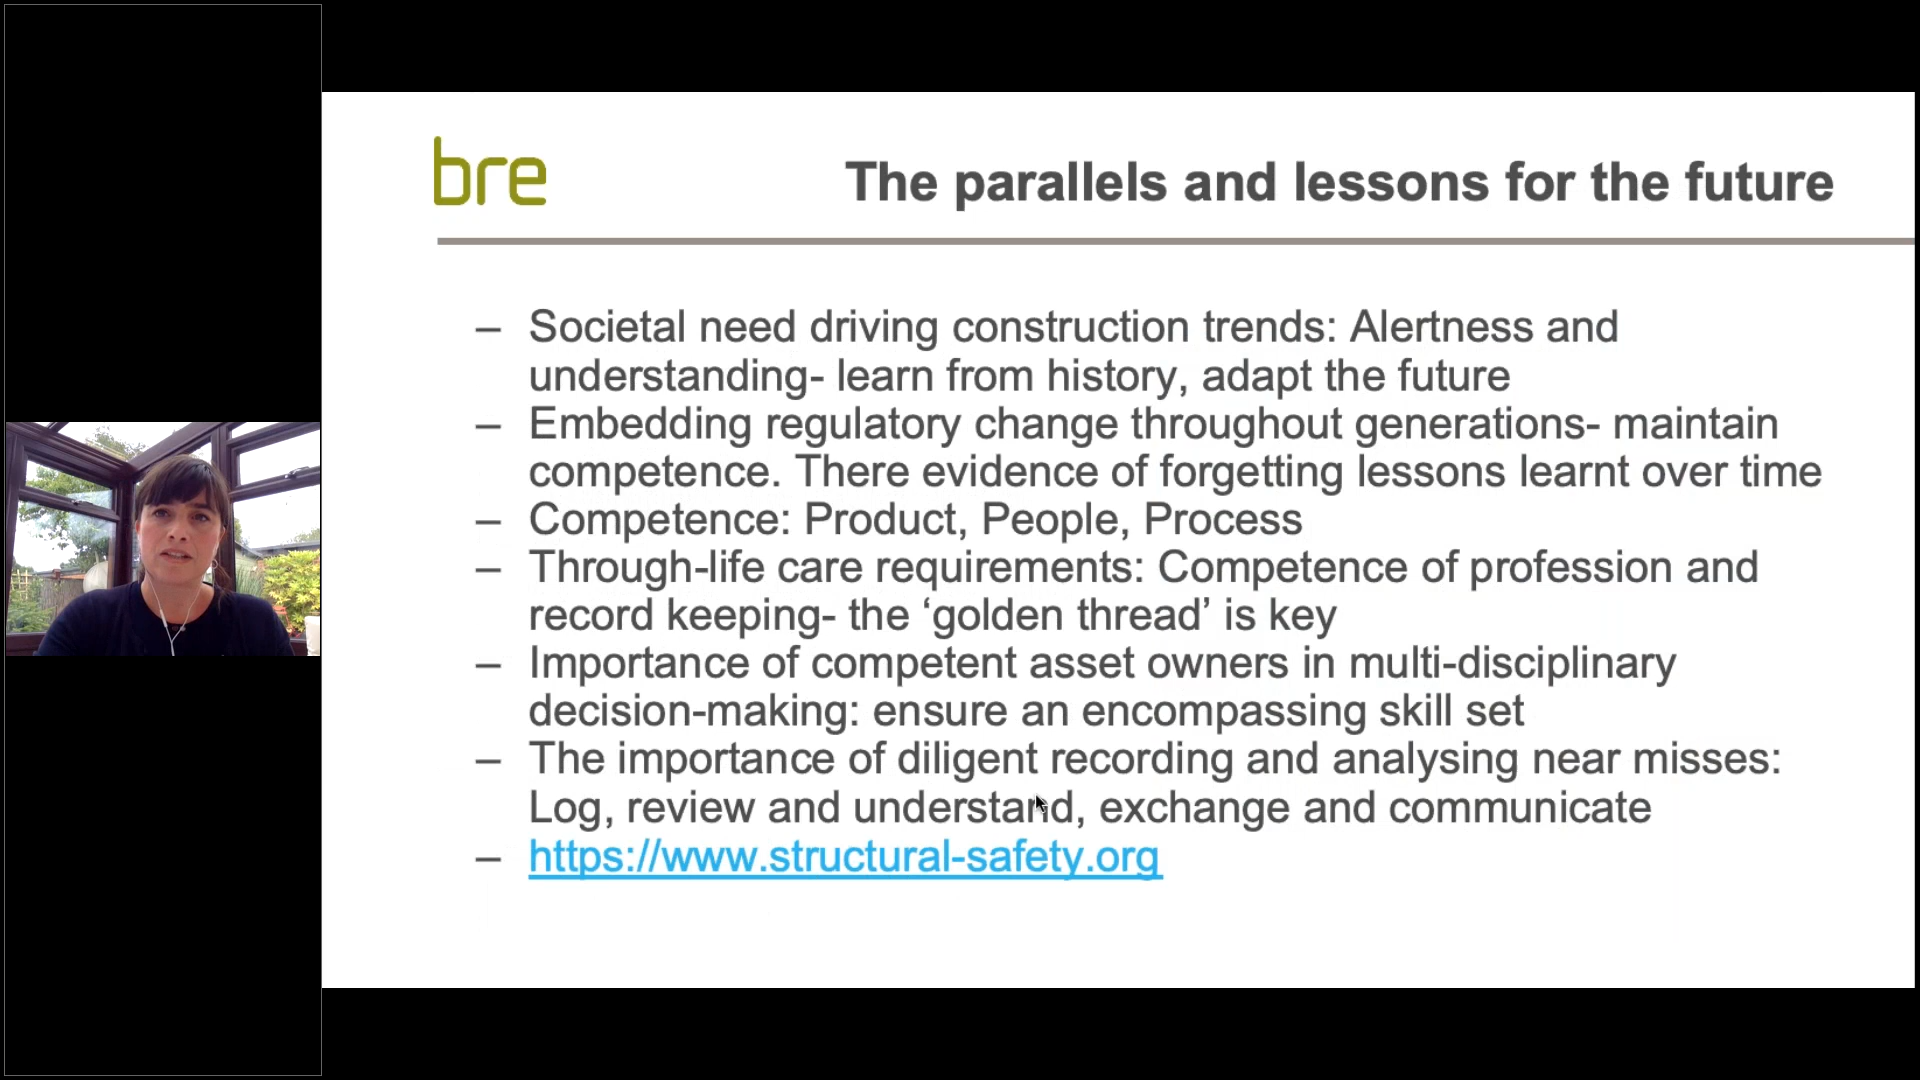 bre
The parallels and lessons for the future
– Societal need driving construction trends: Alertness and
understanding- learn from history, adapt the future
– Embedding regulatory change throughout generations- maintain
competence. There evidence of forgetting lessons learnt over time
– Competence: Product, People, Process
– Through-life care requirements: Competence of profession and
record keeping- the ‘golden thread’ is key
– Importance of competent asset owners in multi-disciplinary
decision-making: ensure an encompassing skill set
– The importance of diligent recording and analysing near misses:
Log, review and understand, exchange and communicate
– https://www.structural-safety.org